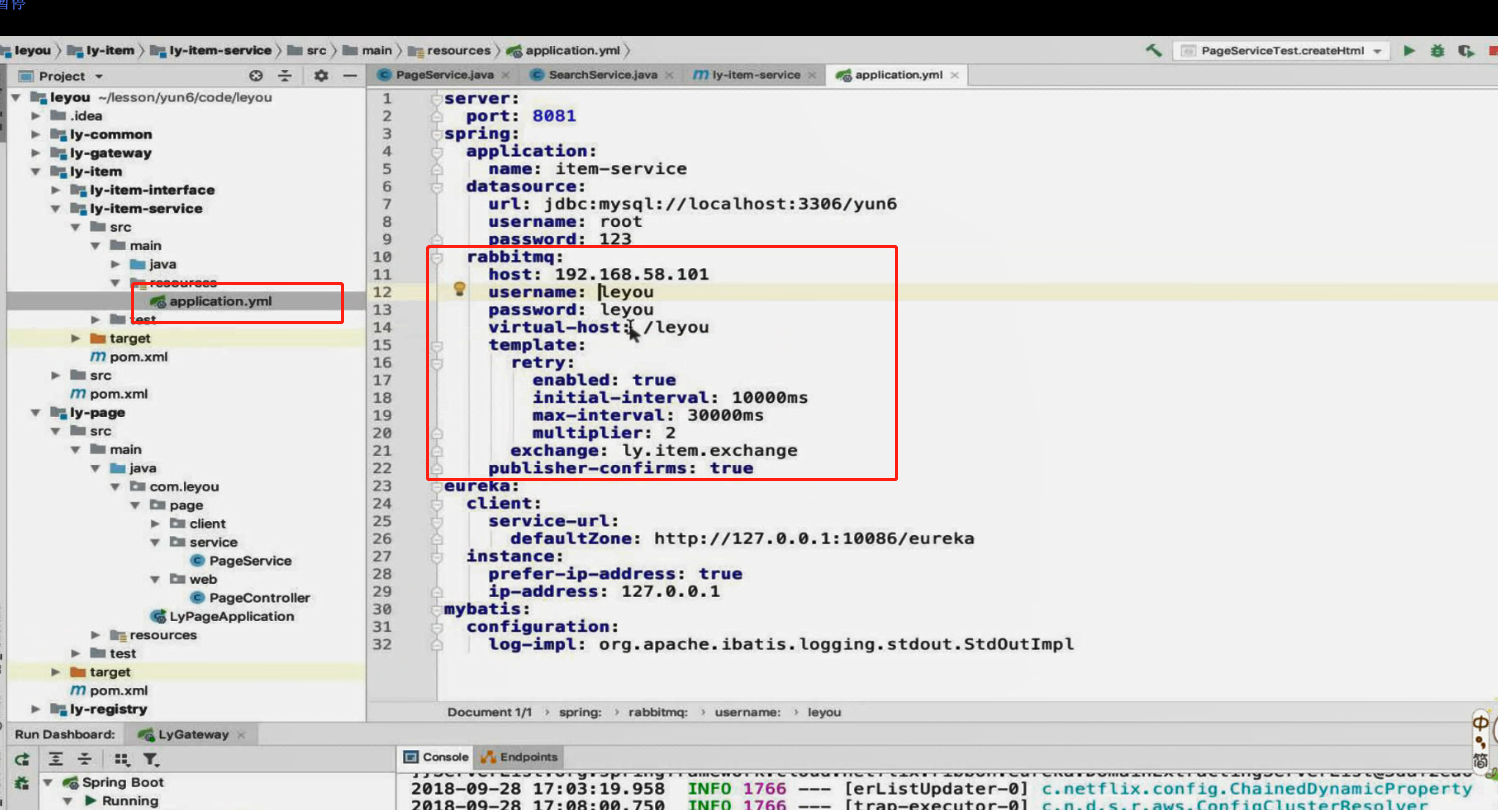 暂停
leyou ly-item ly-item-service src main resources application.yml
PageServiceTest.createHtml
Project
PageService.java SearchService.java ly-item-service application.yml
leyou ~/lesson/yun6/code/leyou
.idea
ly-common
ly-gateway
ly-item
ly-item-interface
ly-item-service
src
main
java
resources
application.yml
test
target
pom.xml
src
pom.xml
ly-page
src
main
java
com.leyou
page
client
service
PageService
web
PageController
LyPageApplication
resources
test
target
pom.xml
ly-registry
1 server:
2 port: 8081
3 spring:
4 application:
5 name: item-service
6 datasource:
7 url: jdbc:mysql://localhost:3306/yun6
8 username: root
9 password: 123
10 rabbitmq:
11 host: 192.168.58.101
12 username: leyou
13 password: leyou
14 virtual-host: /leyou
15 template:
16 retry:
17 enabled: true
18 initial-interval: 10000ms
19 max-interval: 30000ms
20 multiplier: 2
21 exchange: ly.item.exchange
22 publisher-confirms: true
23 eureka:
24 client:
25 service-url:
26 defaultZone: http://127.0.0.1:10086/eureka
27 instance:
28 prefer-ip-address: true
29 ip-address: 127.0.0.1
30 mybatis:
31 configuration:
32 log-impl: org.apache.ibatis.logging.stdout.StdOutImpl
Document 1/1 › spring: › rabbitmq: › username: › leyou
Run Dashboard: LyGateway
Console Endpoints
Spring Boot
Running
2018-09-28 17:03:19.958 INFO 1766 --- [erListUpdater-0] c.netflix.config.ChainedDynamicProperty
2018-09-28 17:08:00.750 INFO 1766 --- [trap-executor-0] c.n.d.s.r.aws.ConfigClusterResolver
中
简